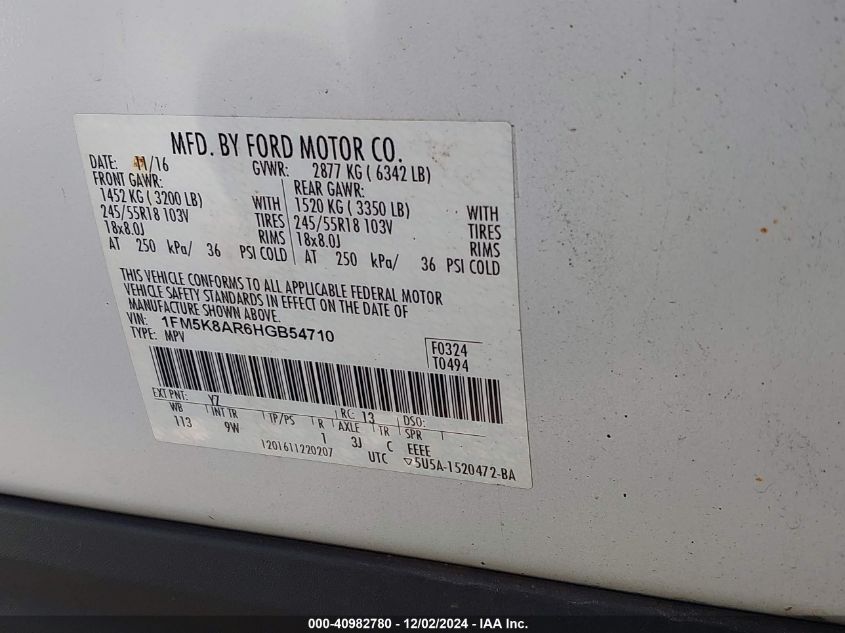 MFD. BY FORD MOTOR CO.
DATE: 11/16 GVWR: 2877 KG ( 6342 LB)
FRONT GAWR: REAR GAWR:
1452 KG ( 3200 LB) WITH 1520 KG ( 3350 LB) WITH
245/55R18 103V TIRES 245/55R18 103V TIRES
18x8.0J RIMS 18x8.0J RIMS
AT 250 kPa/ 36 PSI COLD AT 250 kPa/ 36 PSI COLD
THIS VEHICLE CONFORMS TO ALL APPLICABLE FEDERAL MOTOR
VEHICLE SAFETY STANDARDS IN EFFECT ON THE DATE OF
MANUFACTURE SHOWN ABOVE.
VIN: 1FM5K8AR6HGB54710
TYPE: MPV
F0324
T0494
EXT PNT: YZ RC: 13 DSO:
WB INT TR TP/PS R AXLE TR SPR
113 9W 1 3J C EEEE
1201611220207 UTC ▽5U5A-1520472-BA
000-40982780 - 12/02/2024 - IAA Inc.